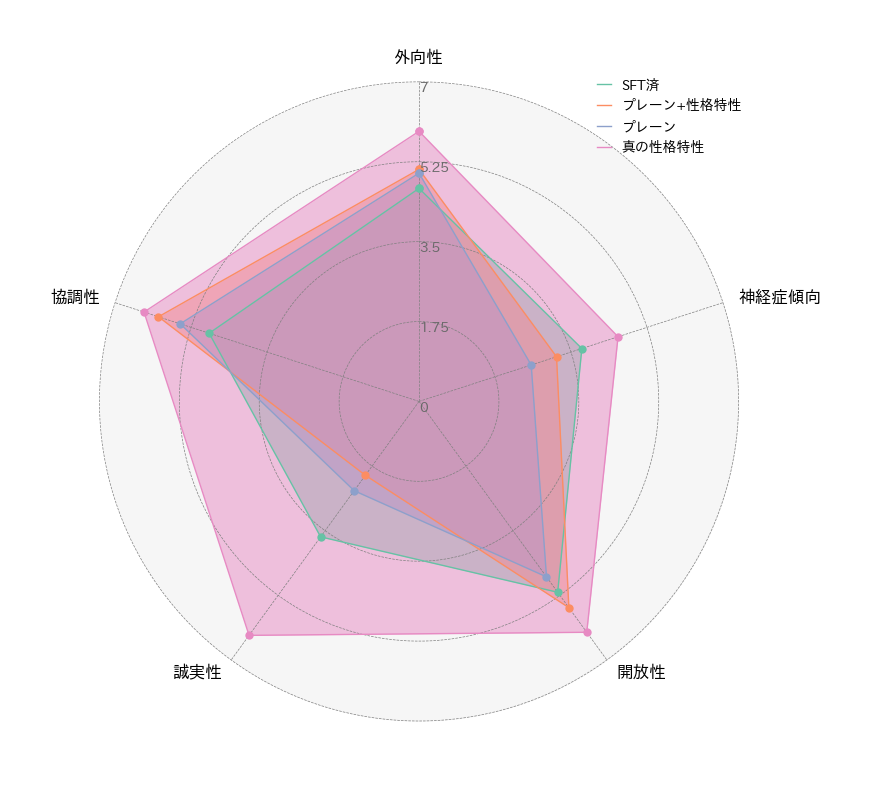 外向性
7
SFT済
プレーン+性格特性
プレーン
真の性格特性
5.25
3.5
協調性
神経症傾向
1.75
0
誠実性
開放性